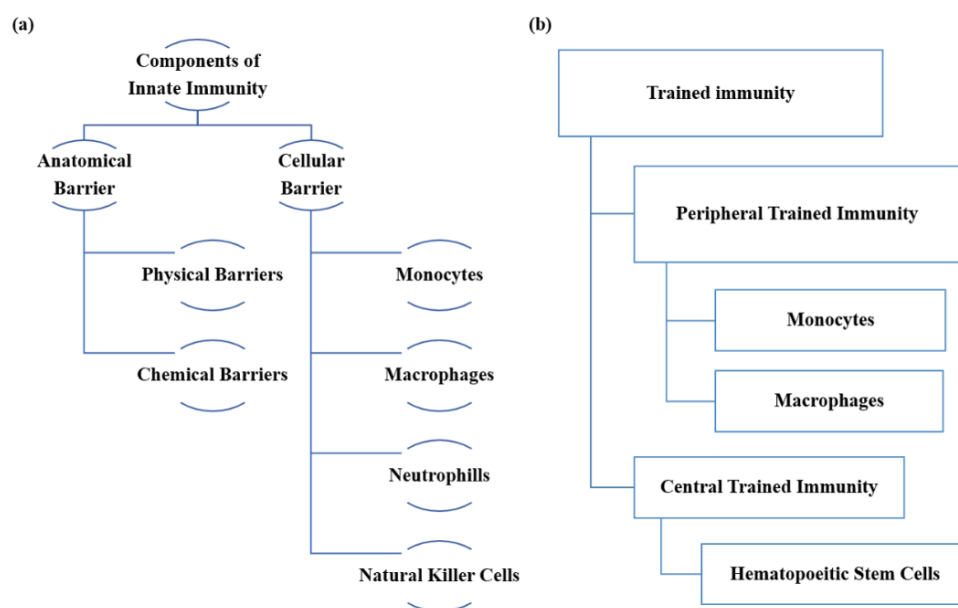 (a)
Components of
Innate Immunity
Anatomical
Barrier
Cellular
Barrier
Physical Barriers
Chemical Barriers
Monocytes
Macrophages
Neutrophills
Natural Killer Cells
(b)
Trained immunity
Peripheral Trained Immunity
Monocytes
Macrophages
Central Trained Immunity
Hematopoeitic Stem Cells